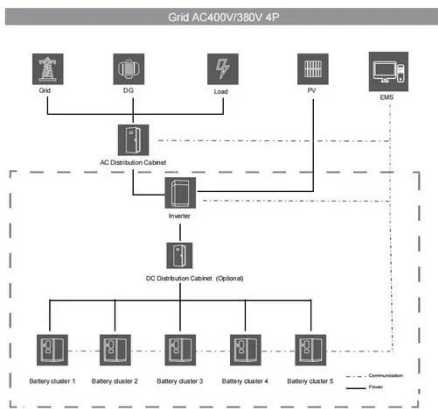 Grid AC400V/380V 4P
Grid
DG
Load
PV
EMS
AC Distribution Cabinet
Inverter
DC Distribution Cabinet (Optional)
Battery cluster 1
Battery cluster 2
Battery cluster 3
Battery cluster 4
Battery cluster 5
Communication
Power